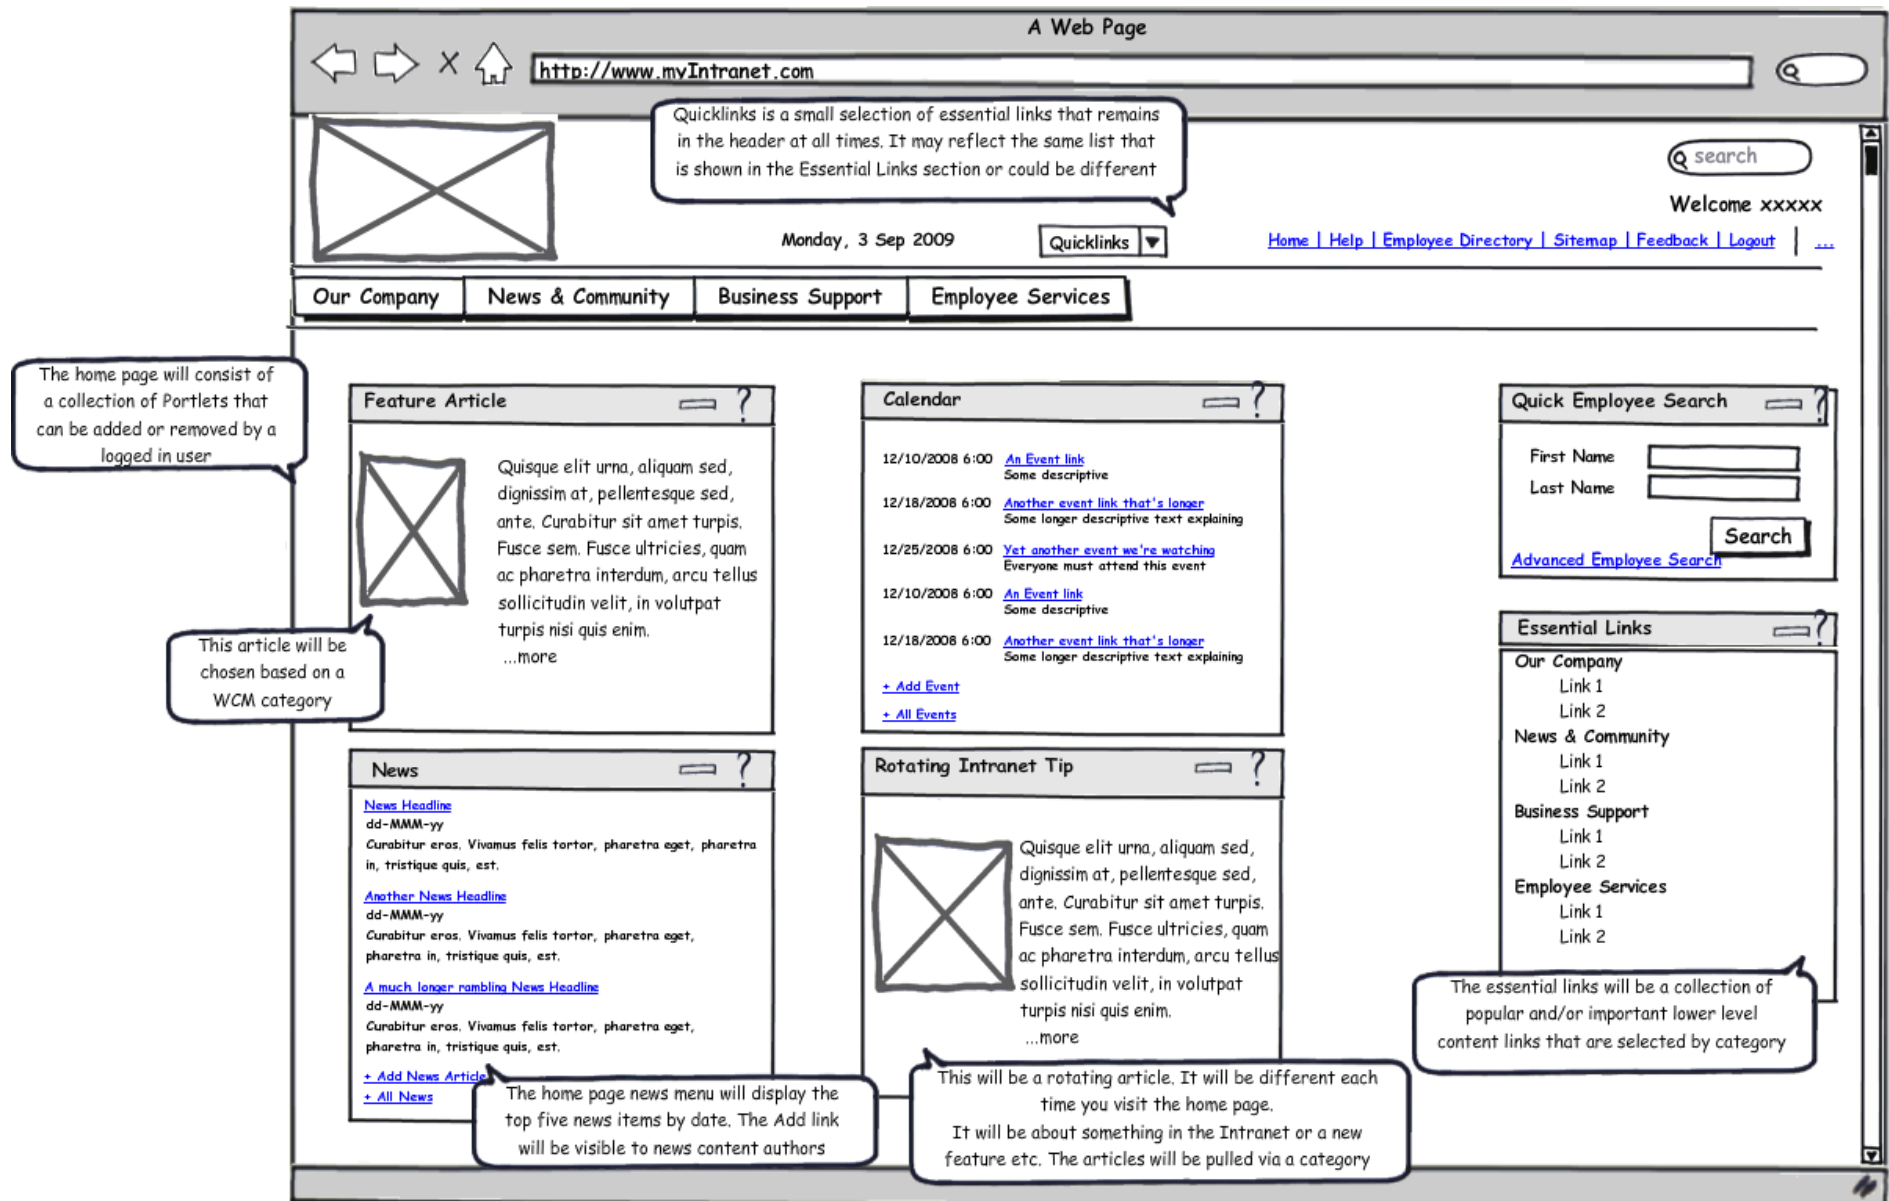 A Web Page
X
http://www.myIntranet.com
Quicklinks is a small selection of essential links that remains
in the header at all times. It may reflect the same list that
is shown in the Essential Links section or could be different
search
Welcome xxxxx
Monday, 3 Sep 2009
Quicklinks
Home | Help | Employee Directory | Sitemap | Feedback | Logout | ...
Our Company
News & Community
Business Support
Employee Services
The home page will consist of
a collection of Portlets that
can be added or removed by a
logged in user
Feature Article ?
Quisque elit urna, aliquam sed,
dignissim at, pellentesque sed,
ante. Curabitur sit amet turpis.
Fusce sem. Fusce ultricies, quam
ac pharetra interdum, arcu tellus
sollicitudin velit, in volutpat
turpis nisi quis enim.
...more
This article will be
chosen based on a
WCM category
Calendar ?
12/10/2008 6:00 An Event link
Some descriptive
12/18/2008 6:00 Another event link that's longer
Some longer descriptive text explaining
12/25/2008 6:00 Yet another event we're watching
Everyone must attend this event
12/10/2008 6:00 An Event link
Some descriptive
12/18/2008 6:00 Another event link that's longer
Some longer descriptive text explaining
+ Add Event
+ All Events
Quick Employee Search ?
First Name
Last Name
Search
Advanced Employee Search
Essential Links ?
Our Company
Link 1
Link 2
News & Community
Link 1
Link 2
Business Support
Link 1
Link 2
Employee Services
Link 1
Link 2
The essential links will be a collection of
popular and/or important lower level
content links that are selected by category
News ?
News Headline
dd-MMM-yy
Curabitur eros. Vivamus felis tortor, pharetra eget, pharetra
in, tristique quis, est.
Another News Headline
dd-MMM-yy
Curabitur eros. Vivamus felis tortor, pharetra eget,
pharetra in, tristique quis, est.
A much longer rambling News Headline
dd-MMM-yy
Curabitur eros. Vivamus felis tortor, pharetra eget,
pharetra in, tristique quis, est.
+ Add News Article
+ All News
The home page news menu will display the
top five news items by date. The Add link
will be visible to news content authors
Rotating Intranet Tip ?
Quisque elit urna, aliquam sed,
dignissim at, pellentesque sed,
ante. Curabitur sit amet turpis.
Fusce sem. Fusce ultricies, quam
ac pharetra interdum, arcu tellus
sollicitudin velit, in volutpat
turpis nisi quis enim.
...more
This will be a rotating article. It will be different each
time you visit the home page.
It will be about something in the Intranet or a new
feature etc. The articles will be pulled via a category